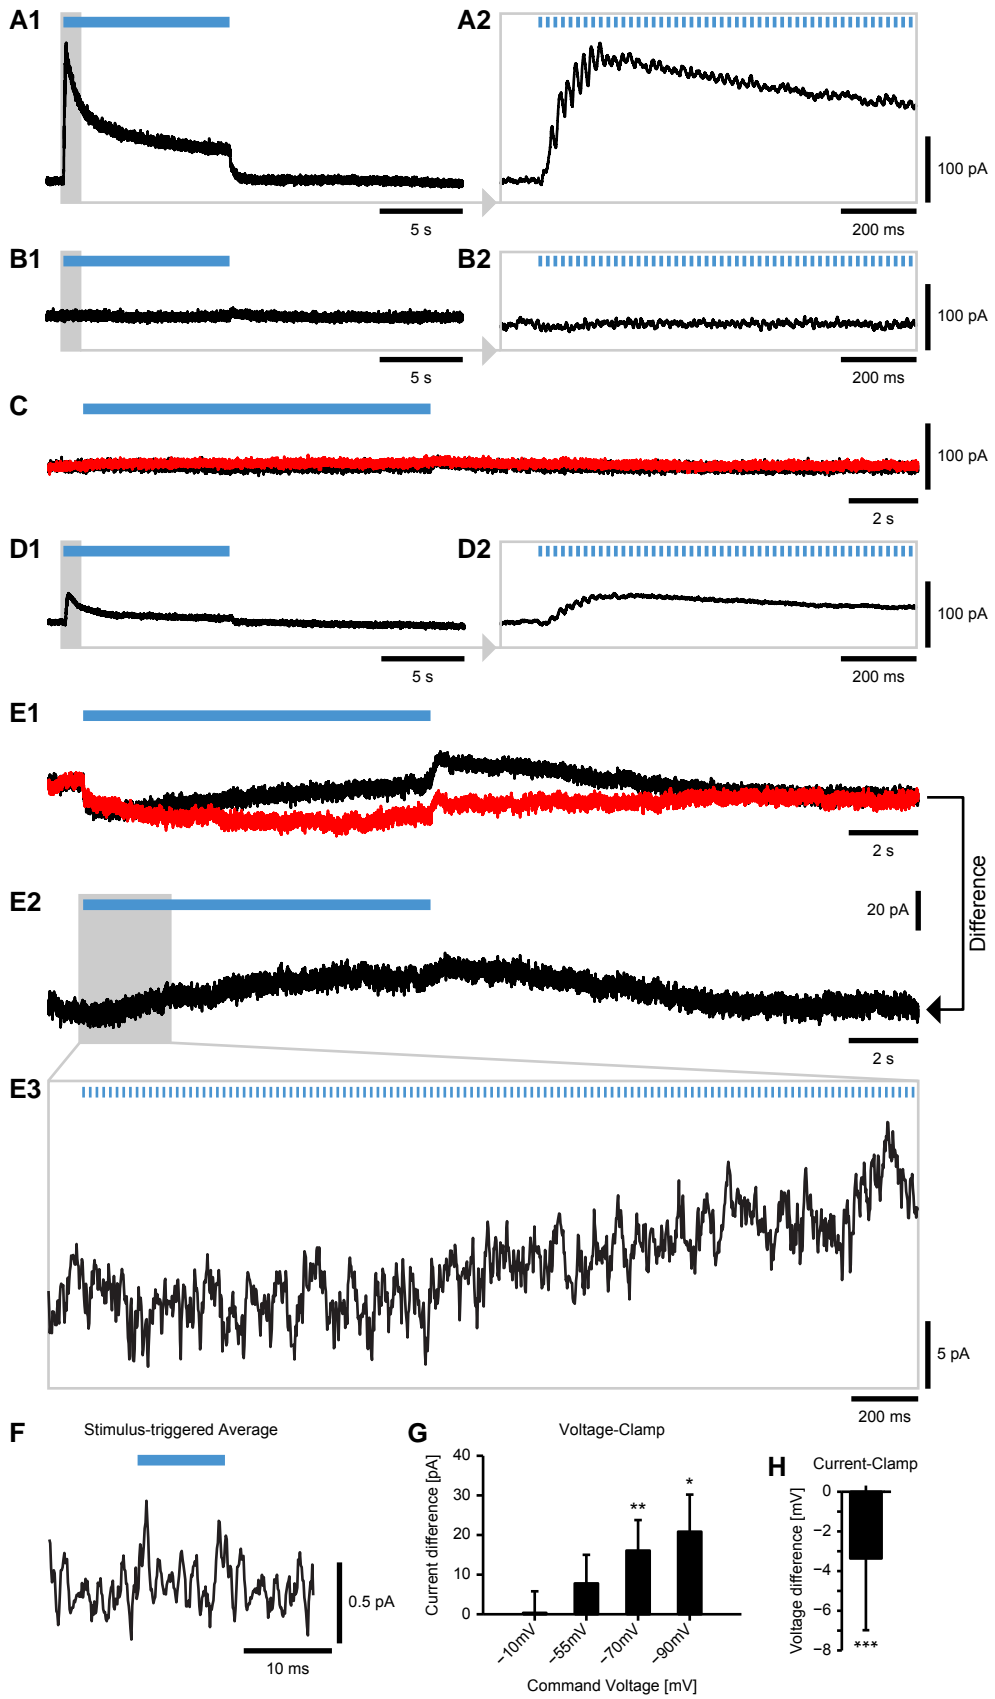 A1
A2
100 pA
5 s
200 ms
B1
B2
100 pA
5 s
200 ms
C
100 pA
2 s
D1
D2
100 pA
5 s
200 ms
E1
2 s
Difference
E2
20 pA
2 s
E3
5 pA
200 ms
F
Stimulus-triggered Average
0.5 pA
10 ms
G
Voltage-Clamp
Current difference [pA]
40
30
20
10
0
**
*
−10mV
−55mV
−70mV
−90mV
Command Voltage [mV]
H
Current-Clamp
Voltage difference [mV]
0
−2
−4
−6
−8
***